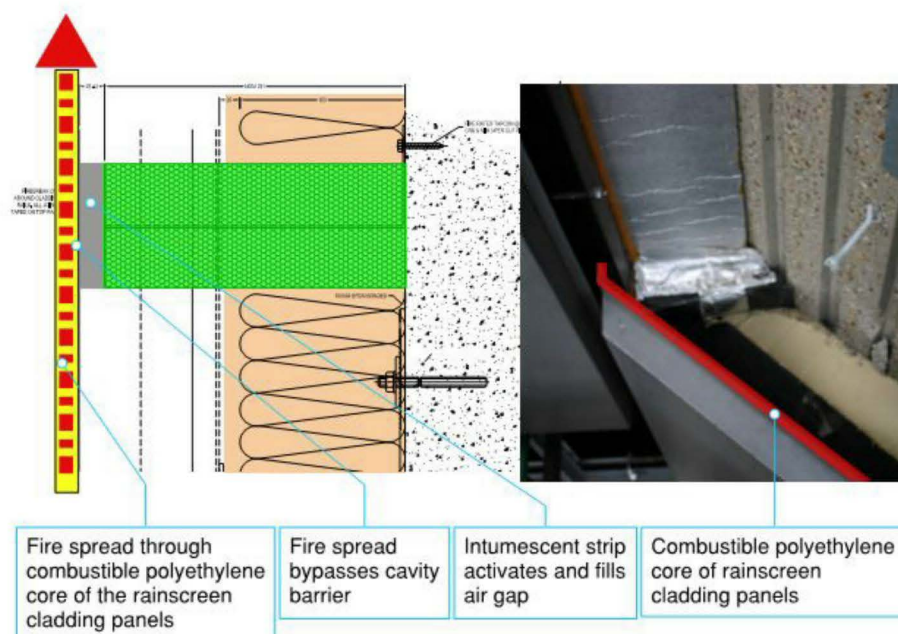 Fire spread through
combustible polyethylene
core of the rainscreen
cladding panels
Fire spread
bypasses cavity
barrier
Intumescent strip
activates and fills
air gap
Combustible polyethylene
core of rainscreen
cladding panels